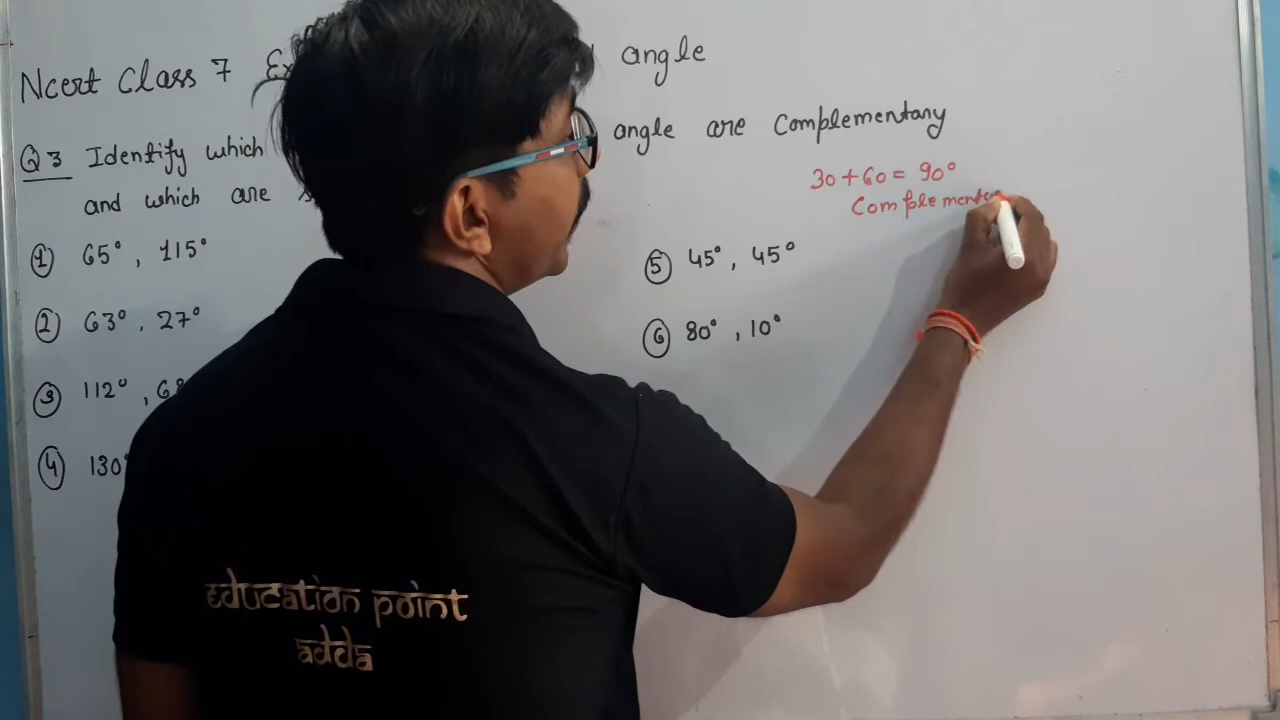 Ncert Class 7 angle
Q3 Identify which angle are Complementary
and which are
30+60 = 90°
Complementa
① 65°, 115°
② 63°, 27°
③ 112°, 68
④ 130°
⑤ 45°, 45°
⑥ 80°, 10°
education point
adda